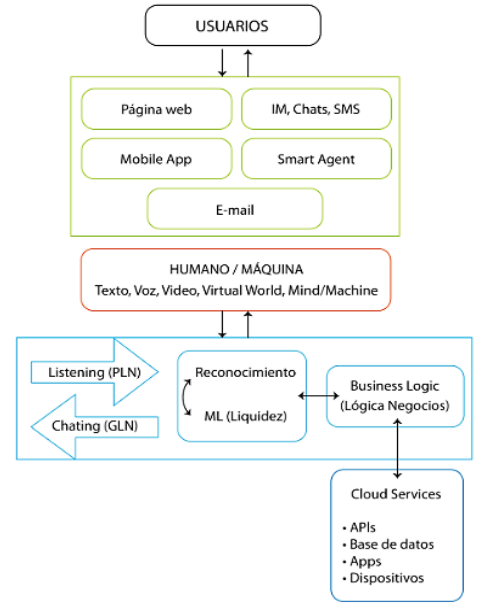 USUARIOS
Página web
IM, Chats, SMS
Mobile App
Smart Agent
E-mail
HUMANO / MÁQUINA
Texto, Voz, Video, Virtual World, Mind/Machine
Listening (PLN)
Chating (GLN)
Reconocimiento
ML (Liquidez)
Business Logic
(Lógica Negocios)
Cloud Services
• APIs
• Base de datos
• Apps
• Dispositivos